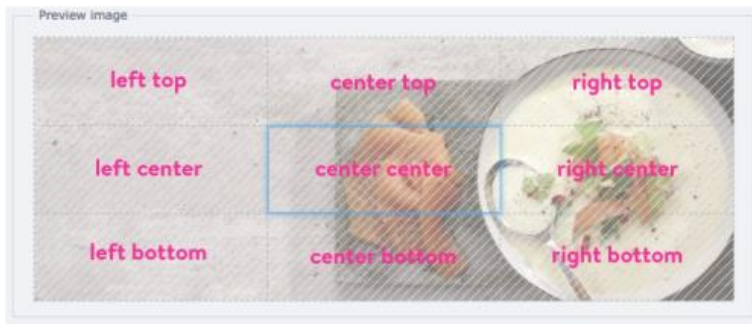 Preview image
left top
center top
right top
left center
center center
right center
left bottom
center bottom
right bottom